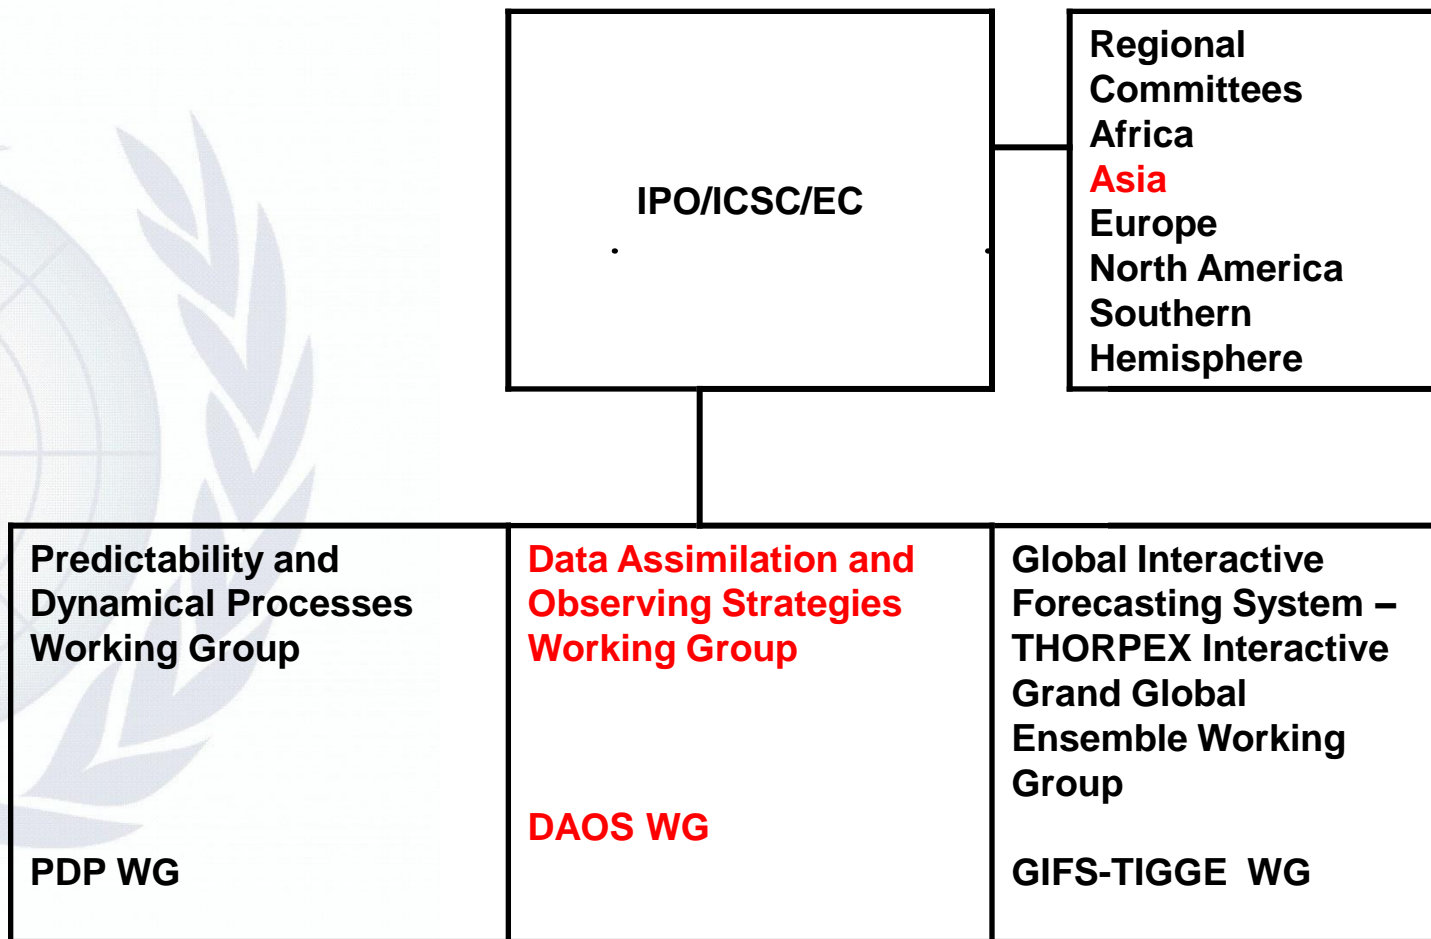 IPO/ICSC/EC
Regional
Committees
Africa
Asia
Europe
North America
Southern
Hemisphere
Predictability and
Dynamical Processes
Working Group
PDP WG
Data Assimilation and
Observing Strategies
Working Group
DAOS WG
Global Interactive
Forecasting System –
THORPEX Interactive
Grand Global
Ensemble Working
Group
GIFS-TIGGE WG